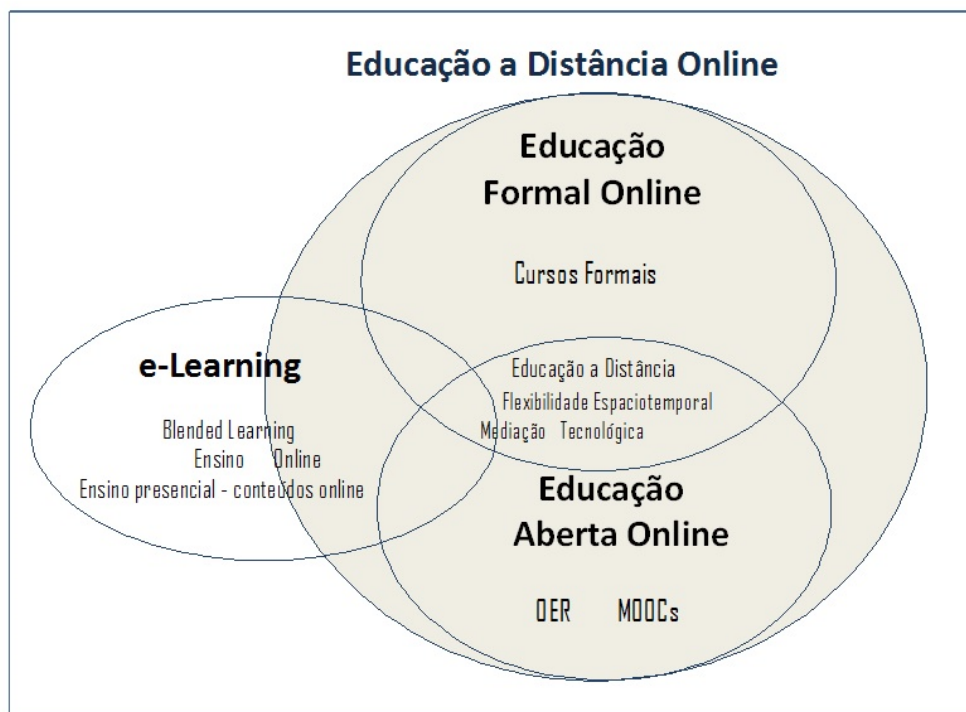 Educação a Distância Online
Educação
Formal Online
Cursos Formais
e-Learning
Blended Learning
Ensino Online
Ensino presencial - conteúdos online
Educação a Distância
Flexibilidade Espaciotemporal
Mediação Tecnológica
Educação
Aberta Online
OER MOOCs